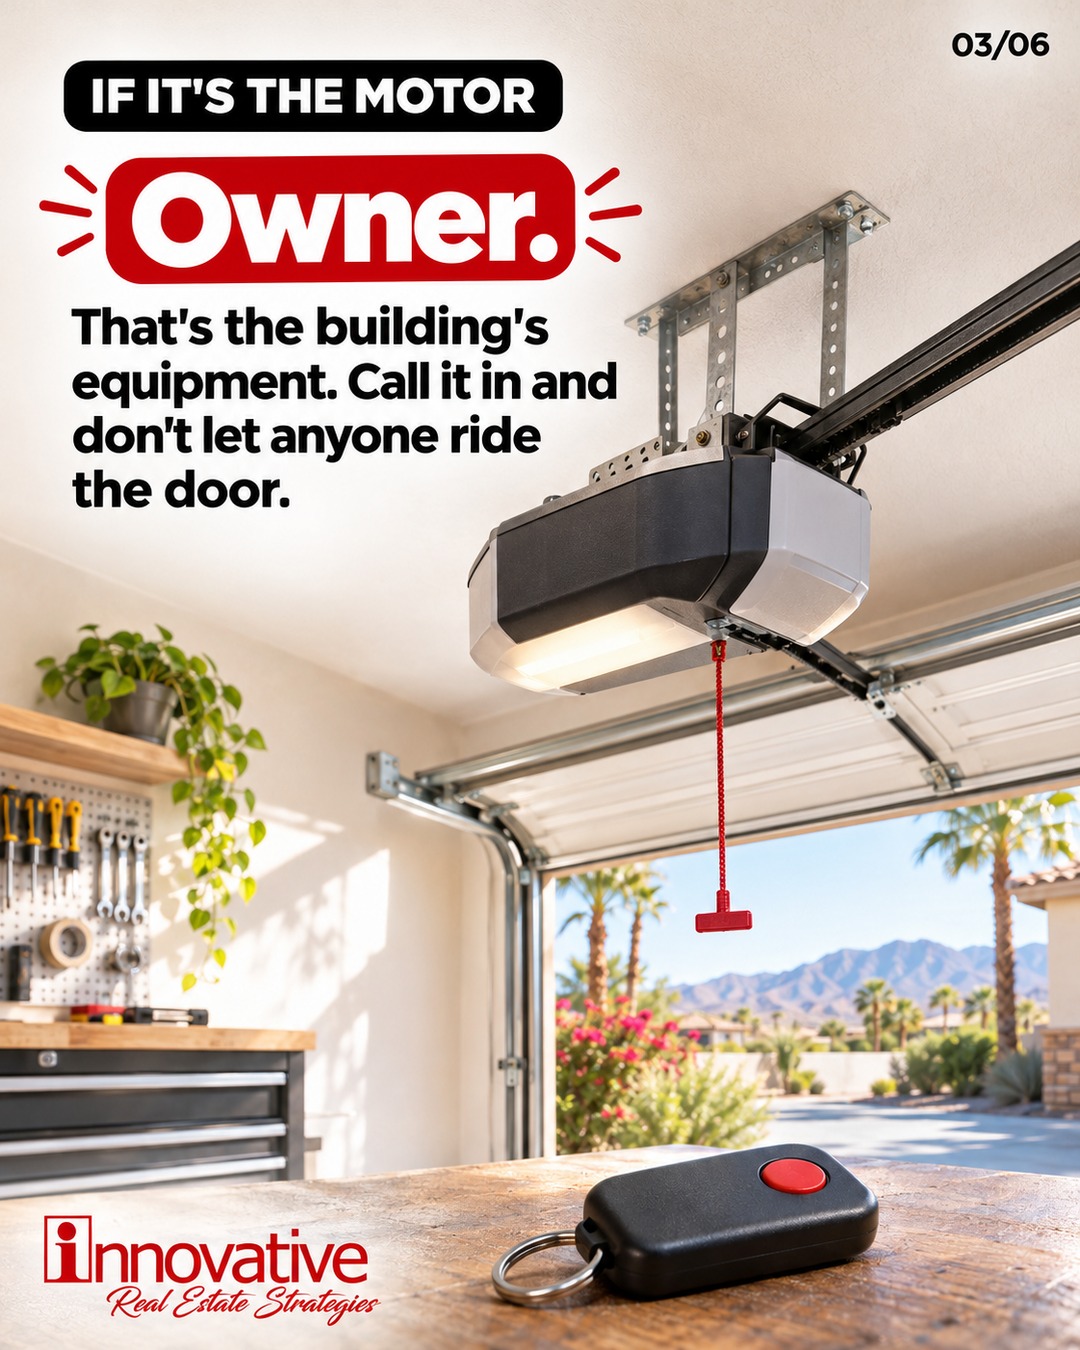 03/06
IF IT'S THE MOTOR
Owner.
That's the building's
equipment. Call it in and
don't let anyone ride
the door.
innovative
Real Estate Strategies